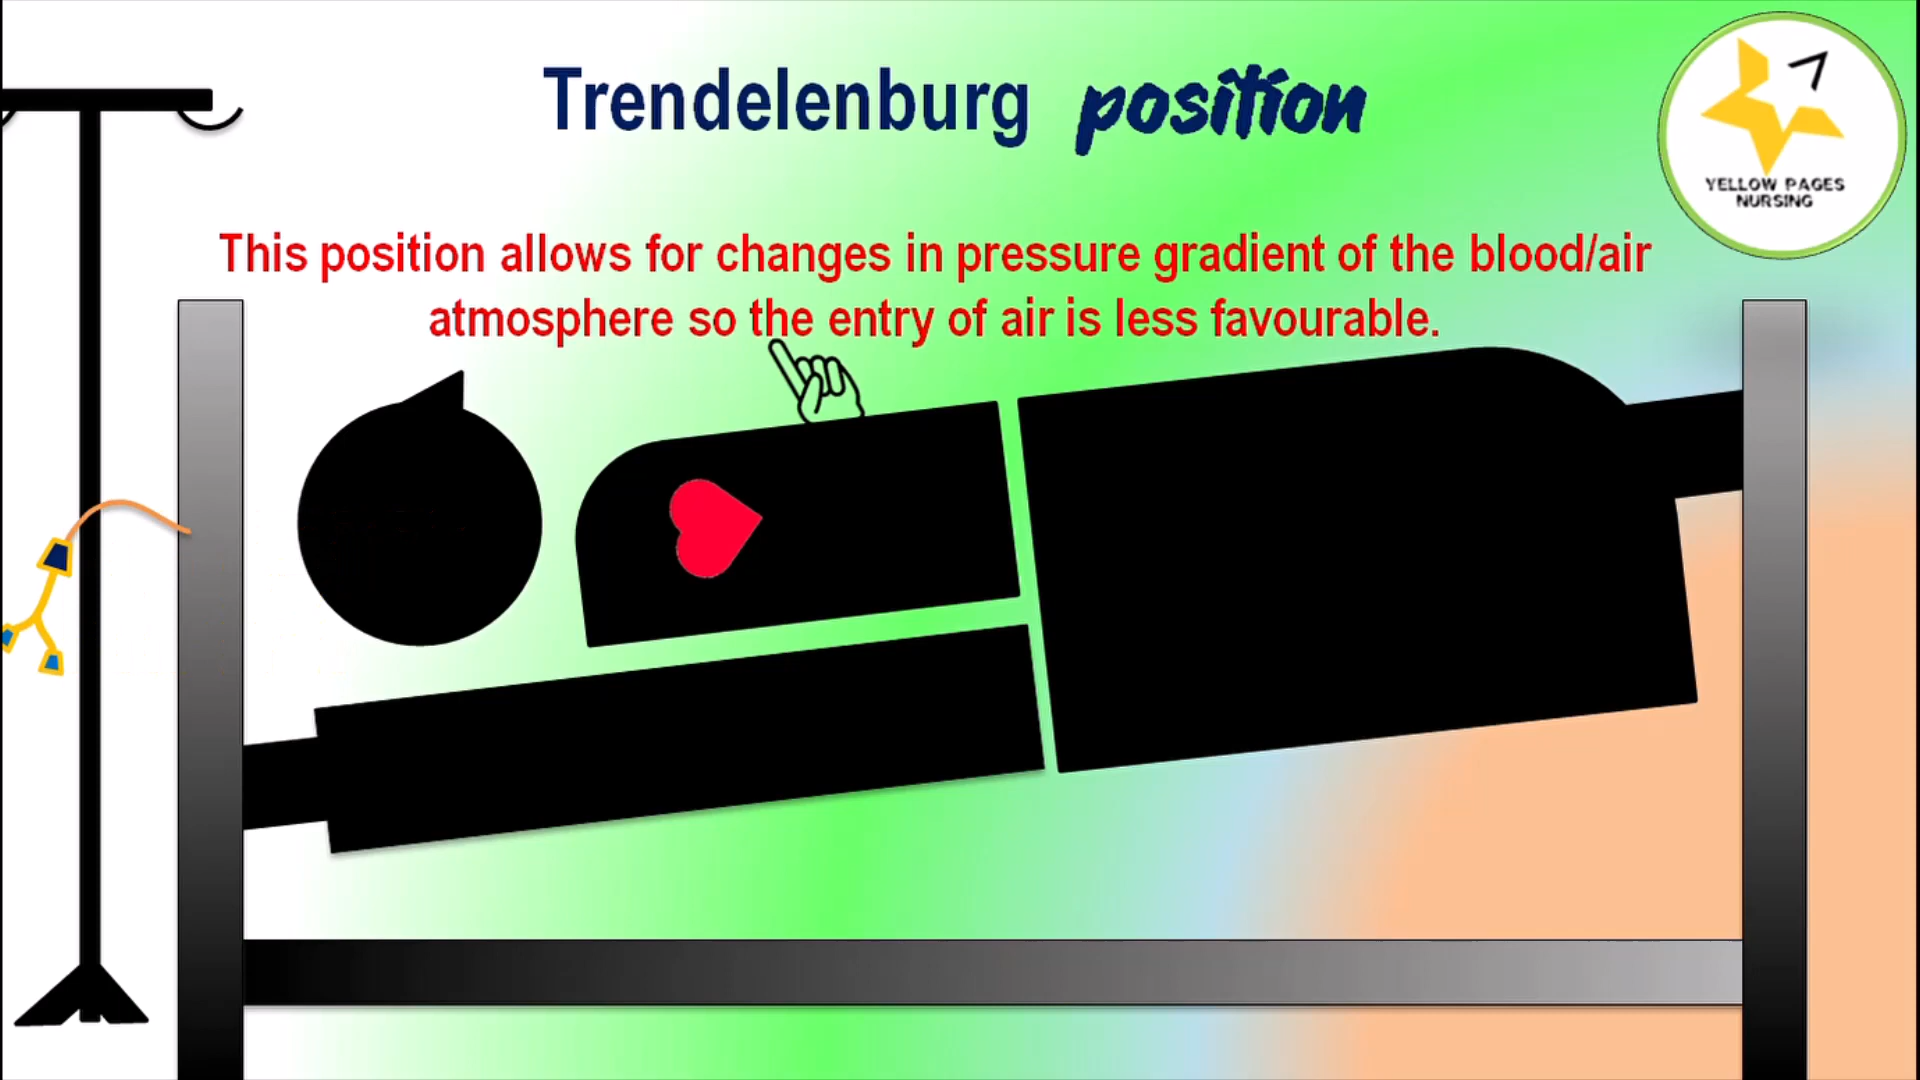 Trendelenburg position
YELLOW PAGES
NURSING
This position allows for changes in pressure gradient of the blood/air
atmosphere so the entry of air is less favourable.